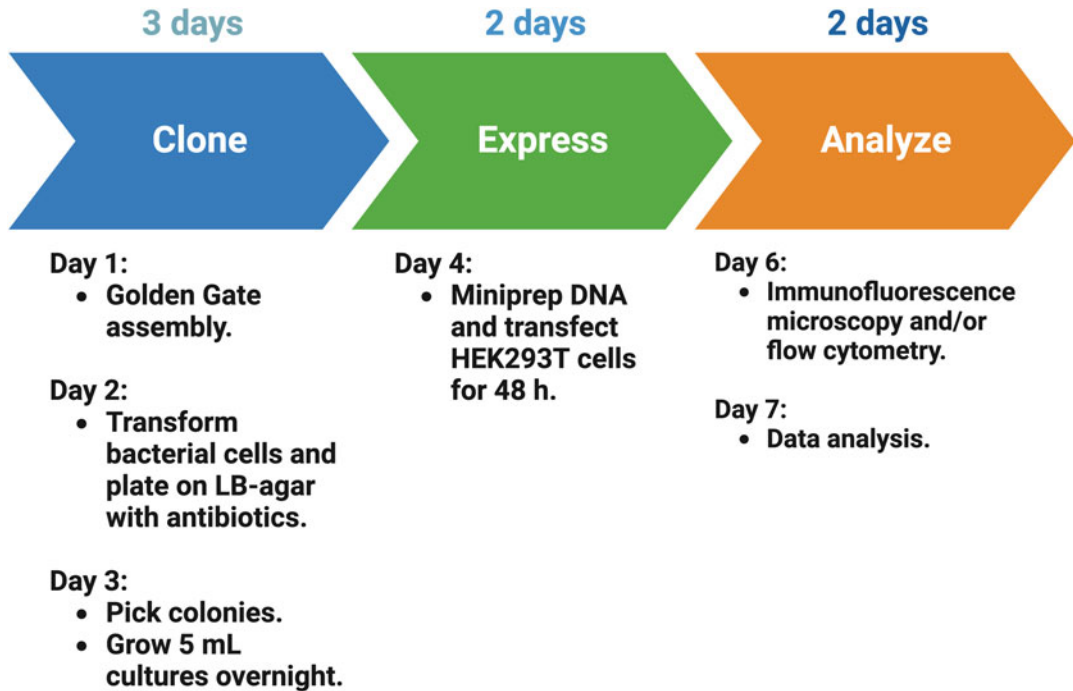 3 days
2 days
2 days
Clone
Express
Analyze
Day 1:
• Golden Gate
assembly.
Day 2:
• Transform
bacterial cells and
plate on LB-agar
with antibiotics.
Day 3:
• Pick colonies.
• Grow 5 mL
cultures overnight.
Day 4:
• Miniprep DNA
and transfect
HEK293T cells
for 48 h.
Day 6:
• Immunofluorescence
microscopy and/or
flow cytometry.
Day 7:
• Data analysis.